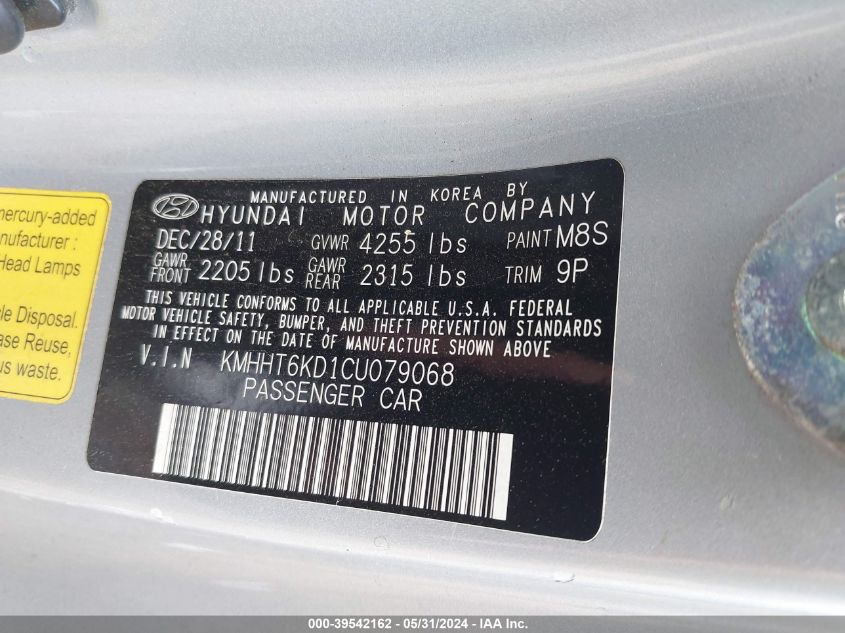 mercury-added
anufacturer :
Head Lamps
le Disposal.
ase Reuse,
us waste.
MANUFACTURED IN KOREA BY
HYUNDAI MOTOR COMPANY
DEC/28/11 GVWR 4255 lbs PAINT M8S
GAWR FRONT 2205 lbs GAWR REAR 2315 lbs TRIM 9P
THIS VEHICLE CONFORMS TO ALL APPLICABLE U.S.A. FEDERAL
MOTOR VEHICLE SAFETY, BUMPER, AND THEFT PREVENTION STANDARDS
IN EFFECT ON THE DATE OF MANUFACTURE SHOWN ABOVE.
V.I.N KMHHT6KD1CU079068
PASSENGER CAR
000-39542162 - 05/31/2024 - IAA Inc.